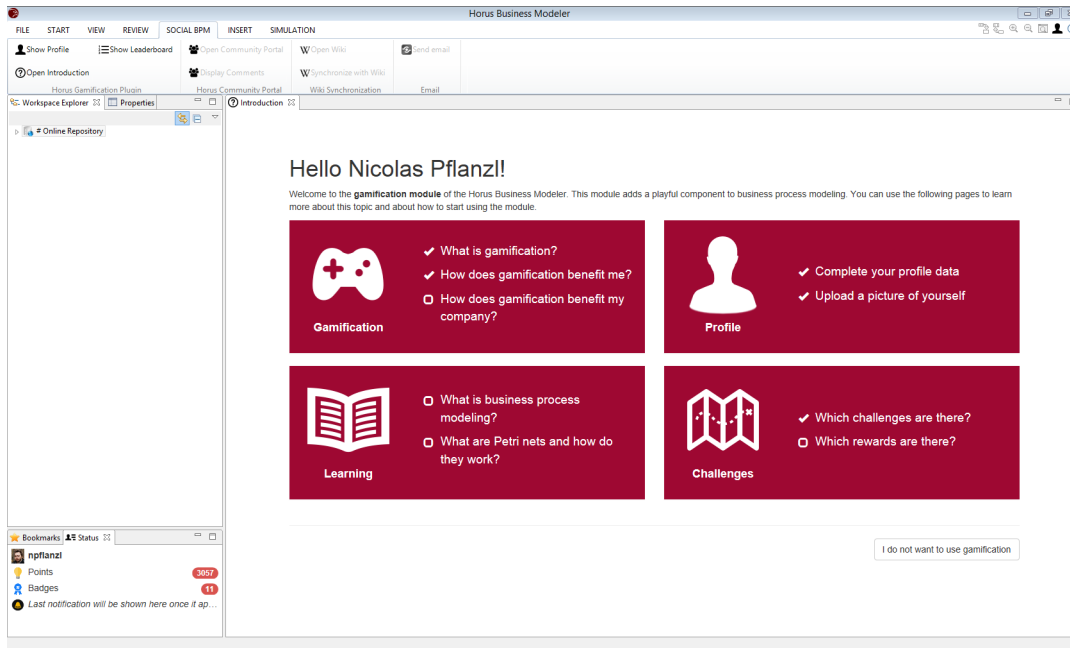 Horus Business Modeler
FILE START VIEW REVIEW SOCIAL BPM INSERT SIMULATION
Show Profile Show Leaderboard Open Community Portal Open Wiki Send email
Open Introduction Display Comments Synchronize with Wiki
Horus Gamification Plugin Horus Community Portal Wiki Synchronization Email
Workspace Explorer Properties Introduction
# Online Repository
Hello Nicolas Pflanzl!
Welcome to the gamification module of the Horus Business Modeler. This module adds a playful component to business process modeling. You can use the following pages to learn
more about this topic and about how to start using the module.
What is gamification?
How does gamification benefit me?
How does gamification benefit my
company?
Gamification
Complete your profile data
Upload a picture of yourself
Profile
What is business process
modeling?
What are Petri nets and how do
they work?
Learning
Which challenges are there?
Which rewards are there?
Challenges
I do not want to use gamification
Bookmarks Status
npflanzl
Points 3057
Badges 11
Last notification will be shown here once it ap...